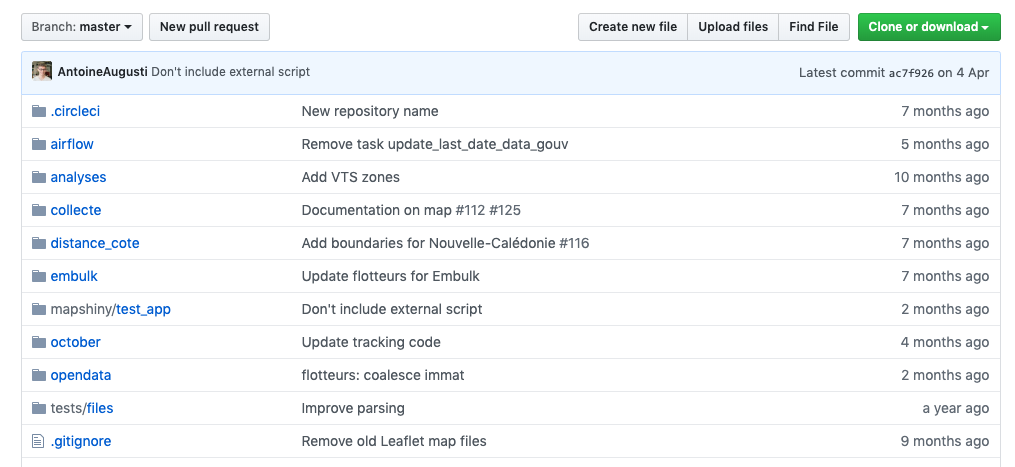 Branch: master New pull request Create new file Upload files Find File Clone or download
AntoineAugusti Don't include external script Latest commit ac7f926 on 4 Apr
.circleci New repository name 7 months ago
airflow Remove task update_last_date_data_gouv 5 months ago
analyses Add VTS zones 10 months ago
collecte Documentation on map #112 #125 7 months ago
distance_cote Add boundaries for Nouvelle-Calédonie #116 7 months ago
embulk Update flotteurs for Embulk 7 months ago
mapshiny/test_app Don't include external script 2 months ago
october Update tracking code 4 months ago
opendata flotteurs: coalesce immat 2 months ago
tests/files Improve parsing a year ago
.gitignore Remove old Leaflet map files 9 months ago